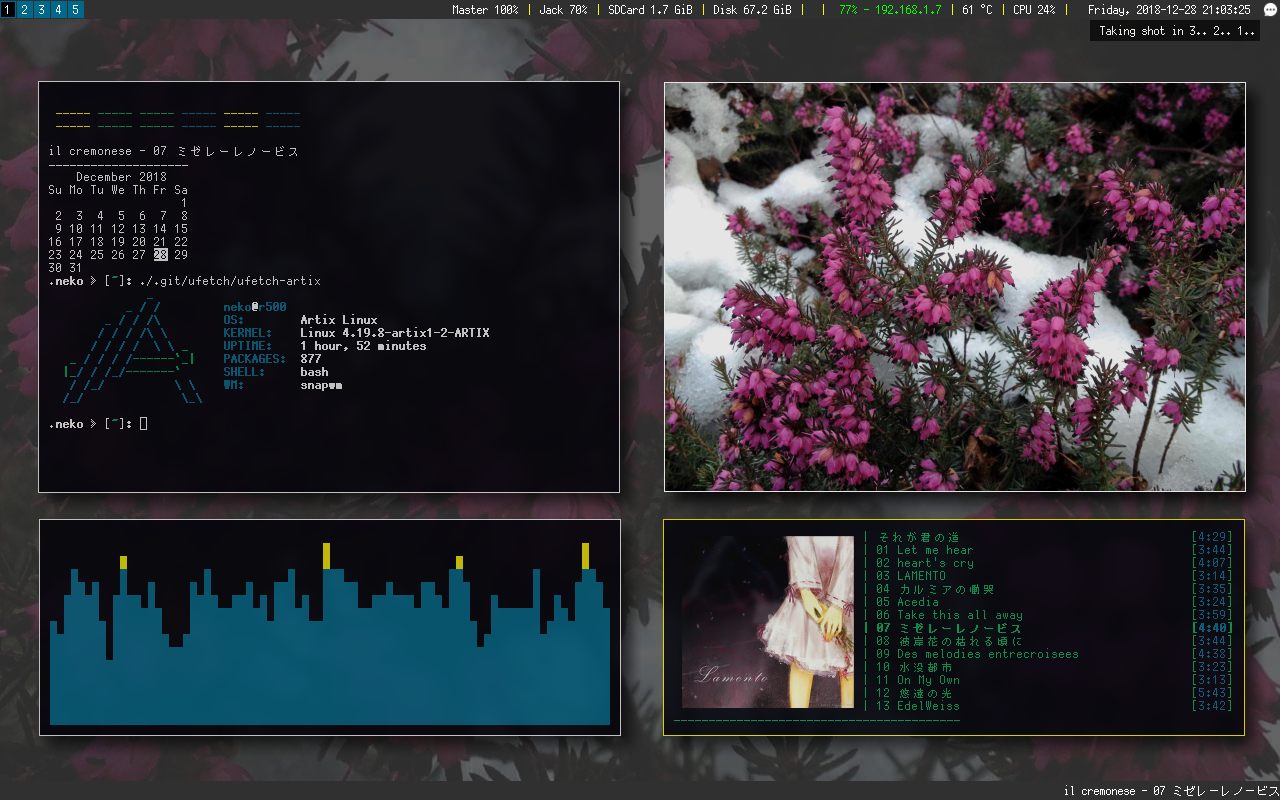 1 2 3 4 5
Master 100% | Jack 70% | SDCard 1.7 GiB | Disk 67.2 GiB | | 77% - 192.168.1.7 | 61 °C | CPU 24% | Friday, 2018-12-28 21:03:25
Taking shot in 3.. 2.. 1..
il cremonese - 07 ミゼレーレノービス
December 2018
Su Mo Tu We Th Fr Sa
1
2 3 4 5 6 7 8
9 10 11 12 13 14 15
16 17 18 19 20 21 22
23 24 25 26 27 28 29
30 31
.neko > [~]: ./.git/ufetch/ufetch-artix
neko@r500
OS: Artix Linux
KERNEL: Linux 4.19.8-artix1-2-ARTIX
UPTIME: 1 hour, 52 minutes
PACKAGES: 877
SHELL: bash
WM: snapwm
.neko > [~]:
Lamento
| それが君の道 [4:29]
| 01 Let me hear [3:44]
| 02 heart's cry [4:07]
| 03 LAMENTO [3:14]
| 04 カルミアの慟哭 [3:35]
| 05 Acedia [3:24]
| 06 Take this all away [3:59]
| 07 ミゼレーレノービス [4:40]
| 08 彼岸花の枯れる頃に [3:44]
| 09 Des melodies entrecroisees [4:38]
| 10 水没都市 [3:23]
| 11 On My Own [3:13]
| 12 悠遠の光 [5:43]
| 13 EdelWeiss [3:42]
il cremonese - 07 ミゼレーレノービス